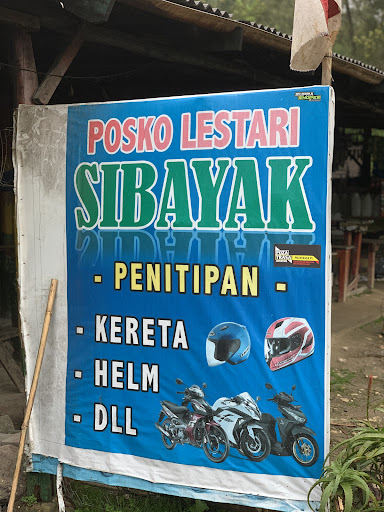 POSKO LESTARI
SIBAYAK
- PENITIPAN -
- KERETA
- HELM
- DLL